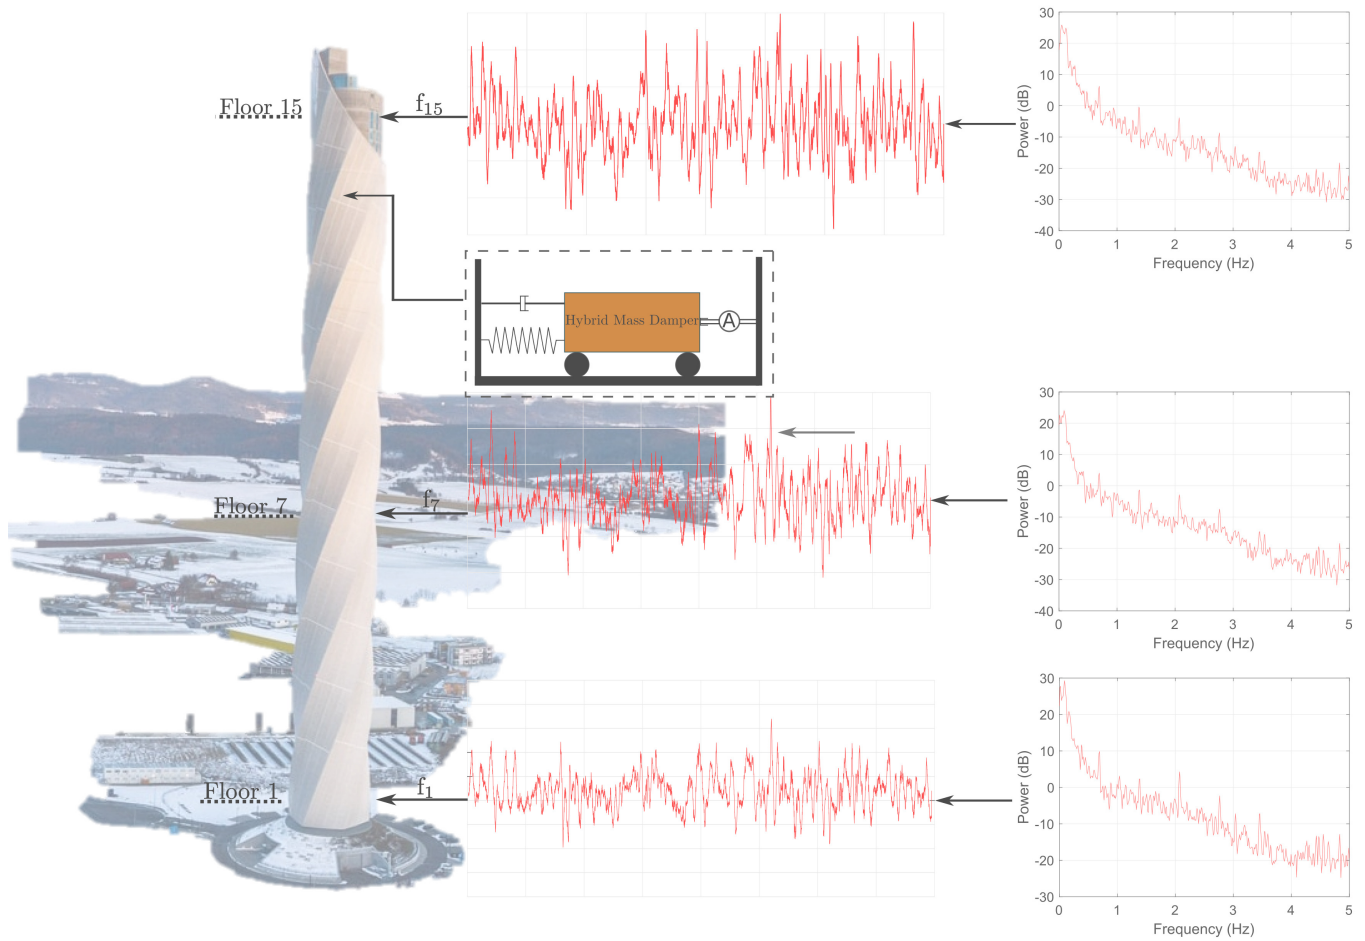 Floor 15
f15
30
20
10
0
-10
-20
-30
-40
Power (dB)
0 1 2 3 4 5
Frequency (Hz)
Hybrid Mass Damper
A
Floor 7
f7
30
20
10
0
-10
-20
-30
-40
Power (dB)
0 1 2 3 4 5
Frequency (Hz)
Floor 1
f1
30
20
10
0
-10
-20
-30
Power (dB)
0 1 2 3 4 5
Frequency (Hz)